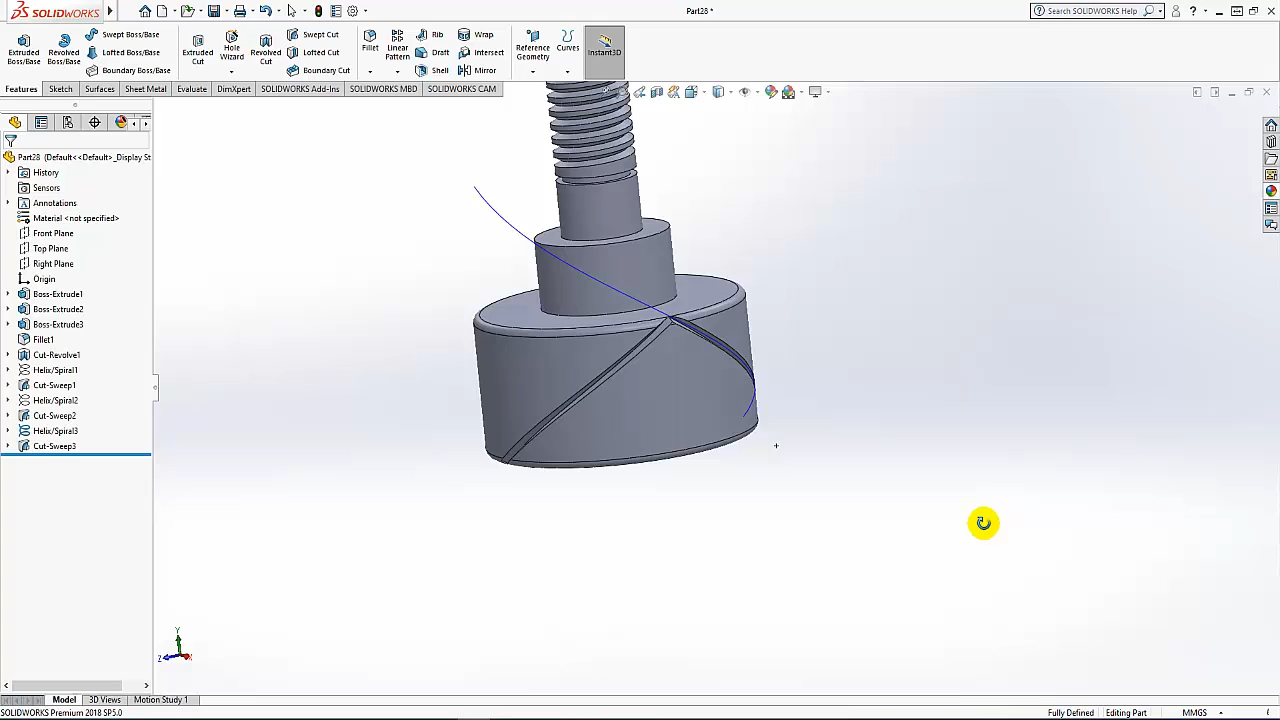 SOLIDWORKS
Part28 *
Search SOLIDWORKS Help
Extruded Boss/Base
Revolved Boss/Base
Swept Boss/Base
Lofted Boss/Base
Boundary Boss/Base
Extruded Cut
Hole Wizard
Revolved Cut
Swept Cut
Lofted Cut
Boundary Cut
Fillet
Linear Pattern
Rib
Draft
Shell
Wrap
Intersect
Mirror
Reference Geometry
Curves
Instant3D
Features Sketch Surfaces Sheet Metal Evaluate DimXpert SOLIDWORKS Add-Ins SOLIDWORKS MBD SOLIDWORKS CAM
Part28 (Default<<Default>_Display St
History
Sensors
Annotations
Material <not specified>
Front Plane
Top Plane
Right Plane
Origin
Boss-Extrude1
Boss-Extrude2
Boss-Extrude3
Fillet1
Cut-Revolve1
Helix/Spiral1
Cut-Sweep1
Helix/Spiral2
Cut-Sweep2
Helix/Spiral3
Cut-Sweep3
Y
Z
X
Model 3D Views Motion Study 1
SOLIDWORKS Premium 2018 SP5.0
Fully Defined Editing Part MMGS